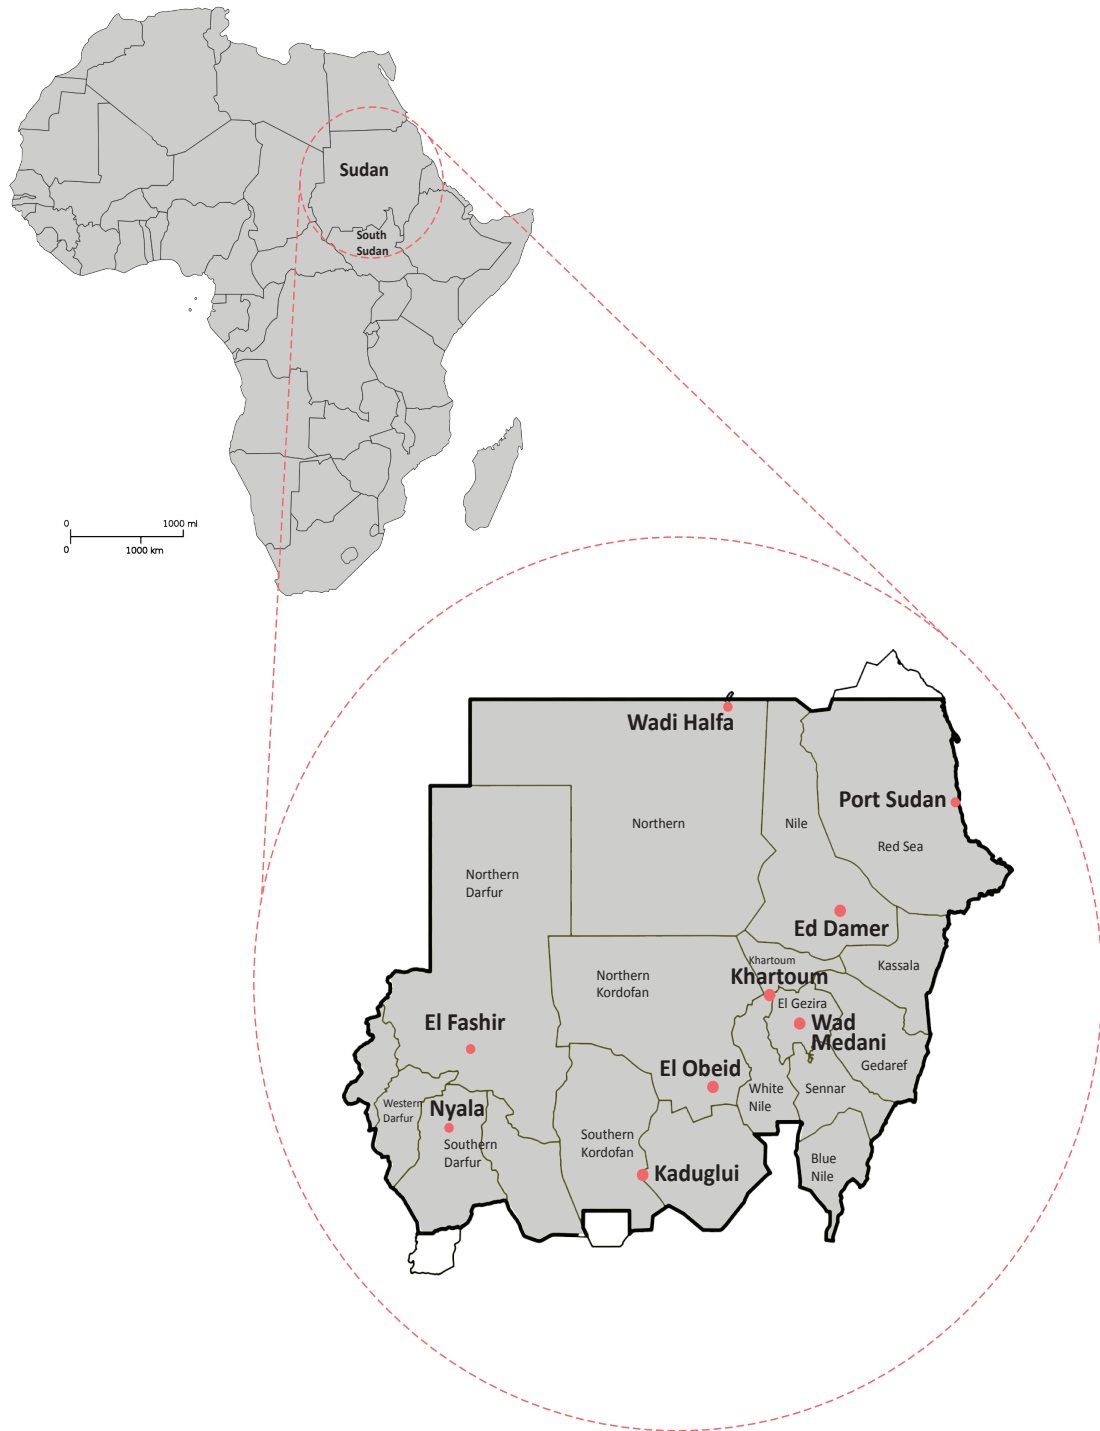 Sudan
South
Sudan
0
1000 mi
0
1000 km
Wadi Halfa
Port Sudan
Northern
Nile
Red Sea
Northern
Darfur
Ed Damer
Khartoum
Kassala
Northern
Kordofan
Khartoum
El Gezira
El Fashir
Wad
Medani
El Obeid
Gedaref
White
Nile
Sennar
Western
Darfur
Nyala
Southern
Darfur
Southern
Kordofan
Blue
Nile
Kaduglui